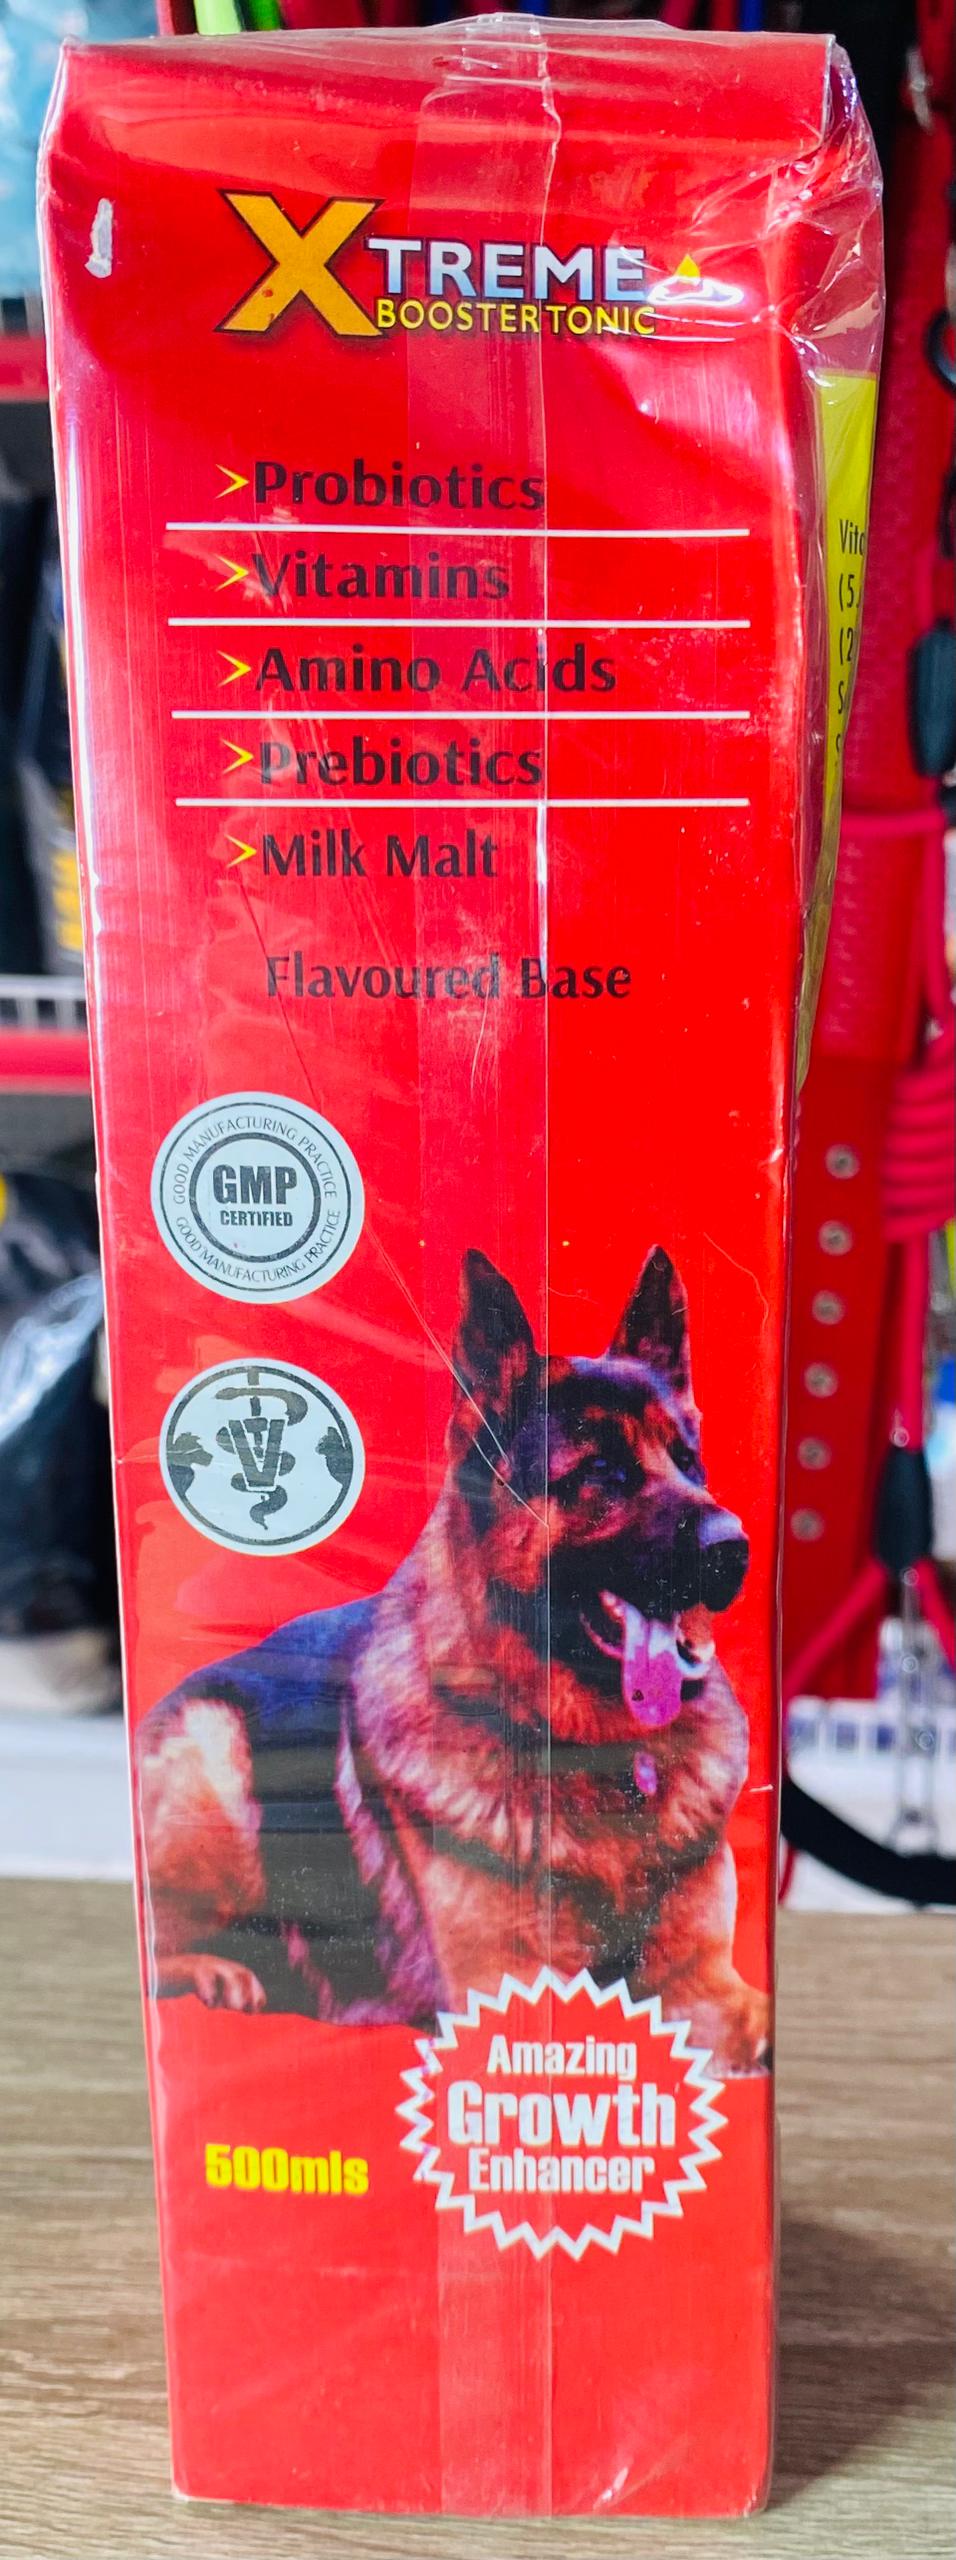 XTREME
BOOSTER TONIC
Probiotics
Vitamins
Amino Acids
Prebiotics
Milk Malt
Flavoured Base
GOOD MANUFACTURING PRACTICE
GMP
CERTIFIED
GOOD MANUFACTURING PRACTICE
V
Amazing
Growth
Enhancer
500mls